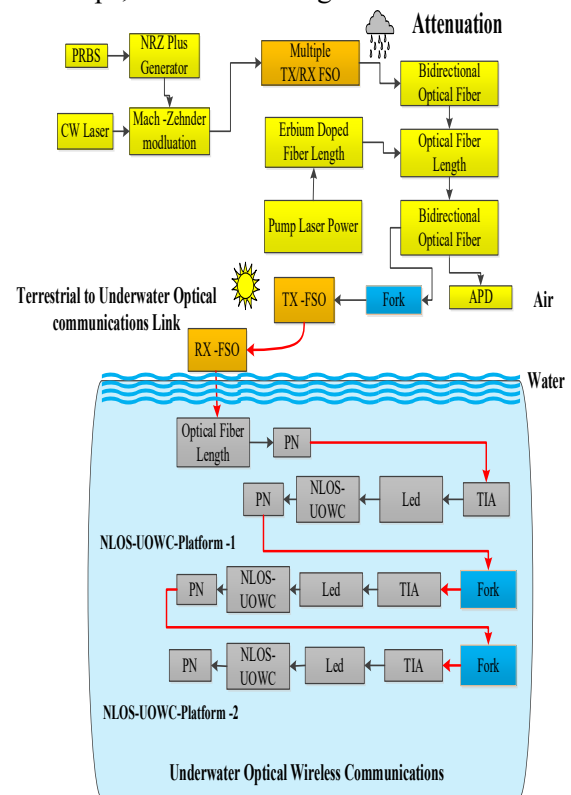 Attenuation
PRBS
NRZ Plus
Generator
Multiple
TX/RX FSO
Bidirectional
Optical Fiber
CW Laser
Mach -Zehnder
modluation
Erbium Doped
Fiber Length
Optical Fiber
Length
Pump Laser Power
Bidirectional
Optical Fiber
Terrestrial to Underwater Optical
communications Link
TX -FSO
Fork
APD
Air
RX -FSO
Water
Optical Fiber
Length
PN
PN
NLOS-
UOWC
Led
TIA
NLOS-UOWC-Platform -1
PN
NLOS-
UOWC
Led
TIA
Fork
PN
NLOS-
UOWC
Led
TIA
Fork
NLOS-UOWC-Platform -2
Underwater Optical Wireless Communications